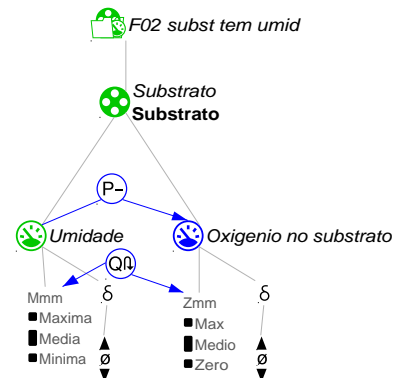 F02 subst tem umid
Substrato
Substrato
P−
Umidade
Oxigenio no substrato
Q
Mmm
Maxima
Media
Minima
δ
ø
Zmm
Max
Medio
Zero
δ
ø